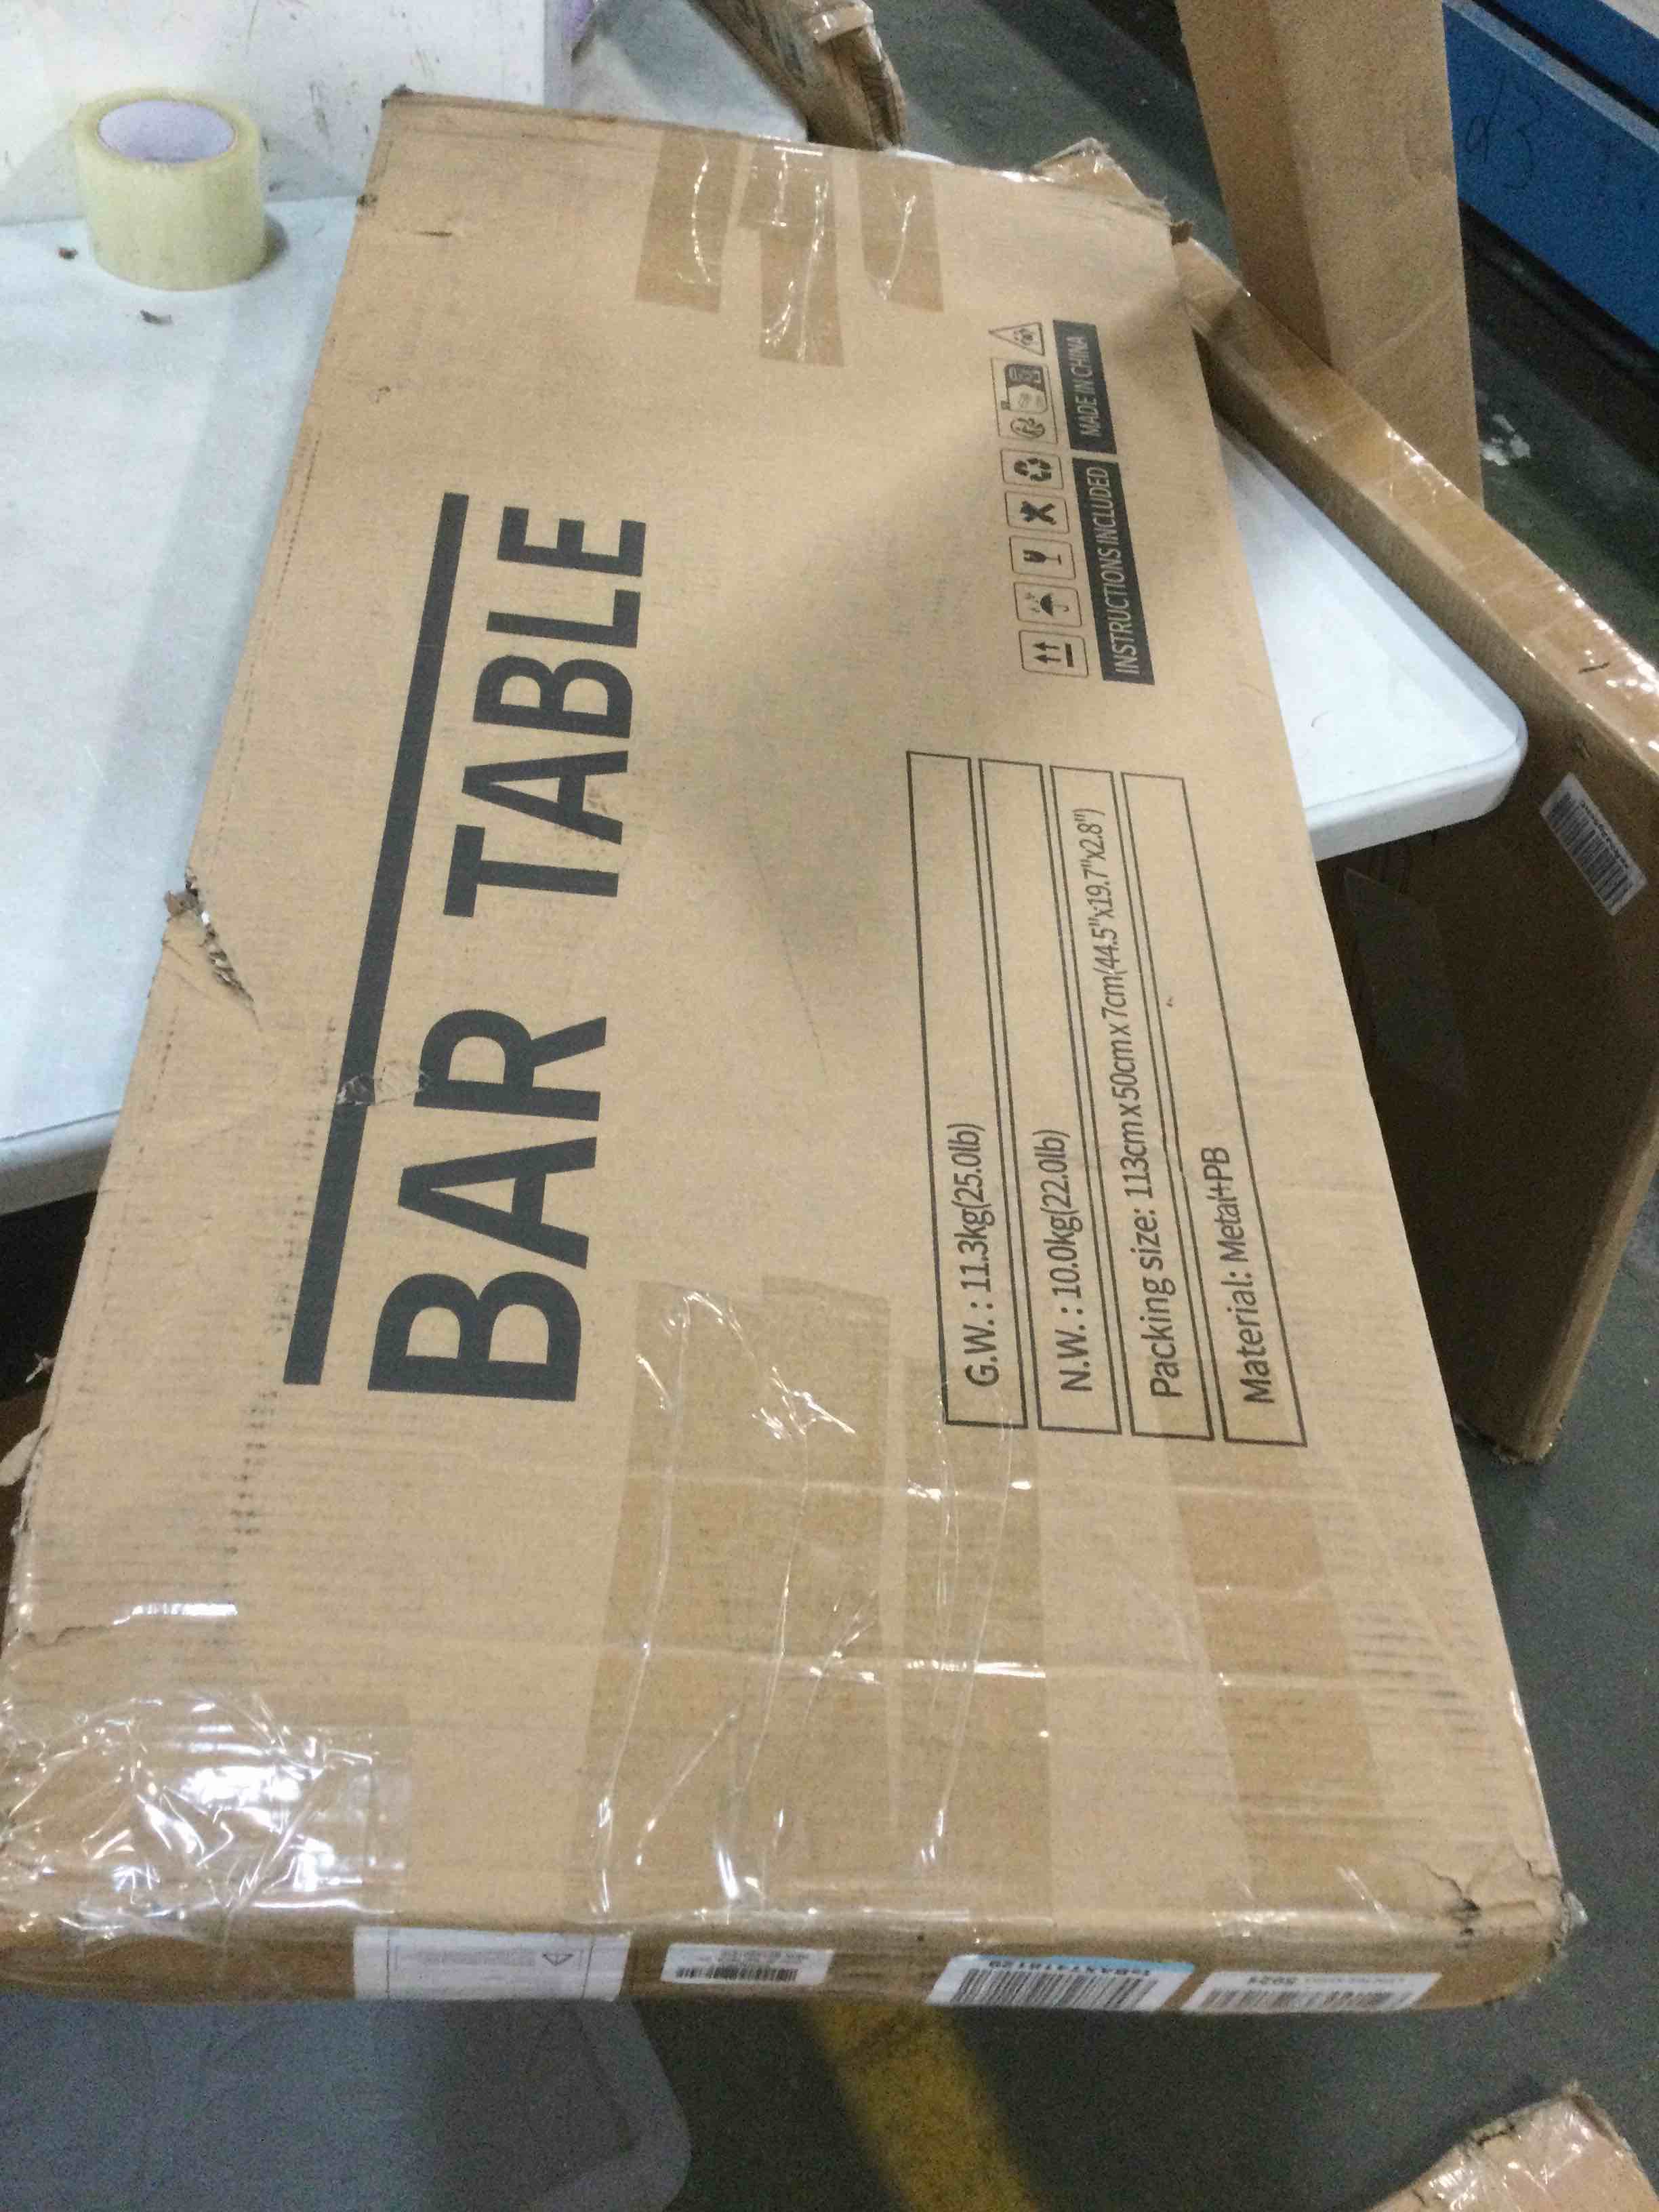 BAR TABLE
G.W. : 11.3kg(25.0lb)
N.W. : 10.0kg(22.0lb)
Packing size: 113cm x 50cm x 7cm(44.5"x19.7"x2.8")
Material: Metal+PB
INSTRUCTIONS INCLUDED
MADE IN CHINA